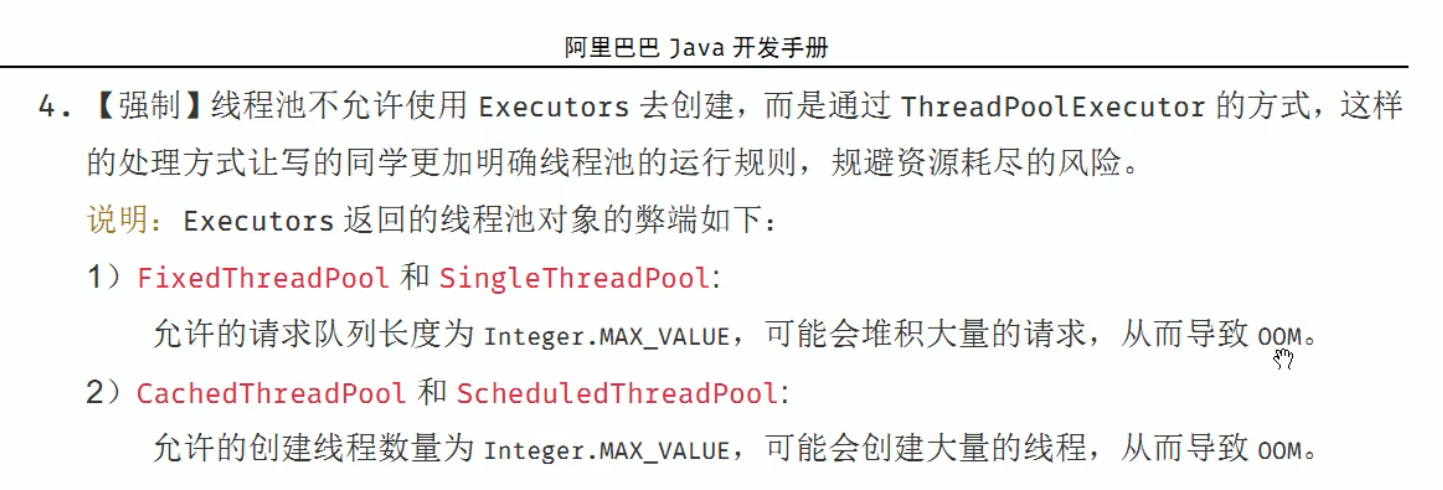 阿里巴巴 Java 开发手册
4. 【强制】线程池不允许使用 Executors 去创建，而是通过 ThreadPoolExecutor 的方式，这样
的处理方式让写的同学更加明确线程池的运行规则，规避资源耗尽的风险。
说明：Executors 返回的线程池对象的弊端如下：
1）FixedThreadPool 和 SingleThreadPool:
允许的请求队列长度为 Integer.MAX_VALUE，可能会堆积大量的请求，从而导致 OOM。
2）CachedThreadPool 和 ScheduledThreadPool:
允许的创建线程数量为 Integer.MAX_VALUE，可能会创建大量的线程，从而导致 OOM。